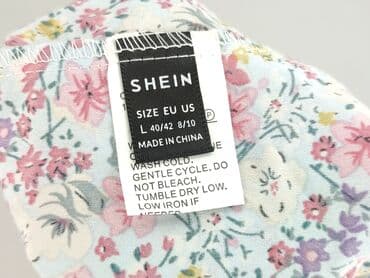 SHEIN
SIZE EU US
L 40/42 8/10
MADE IN CHINA
P
WASH COLD.
GENTLE CYCLE. DO
NOT BLEACH.
TUMBLE DRY LOW.
LOW IRON IF
NEEDED